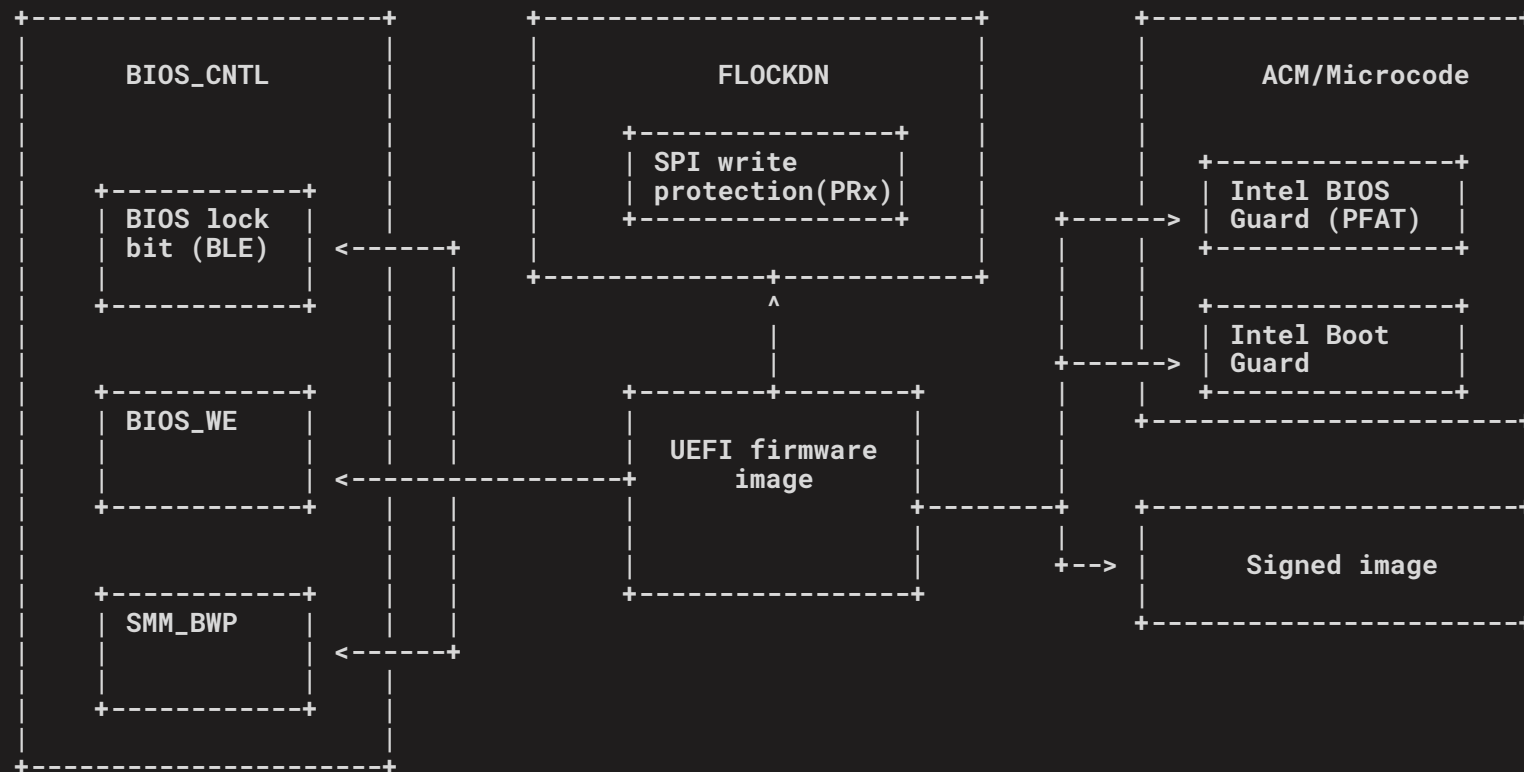 BIOS_CNTL
BIOS lock
bit (BLE)
BIOS_WE
SMM_BWP
FLOCKDN
SPI write
protection(PRx)
UEFI firmware
image
ACM/Microcode
Intel BIOS
Guard (PFAT)
Intel Boot
Guard
Signed image